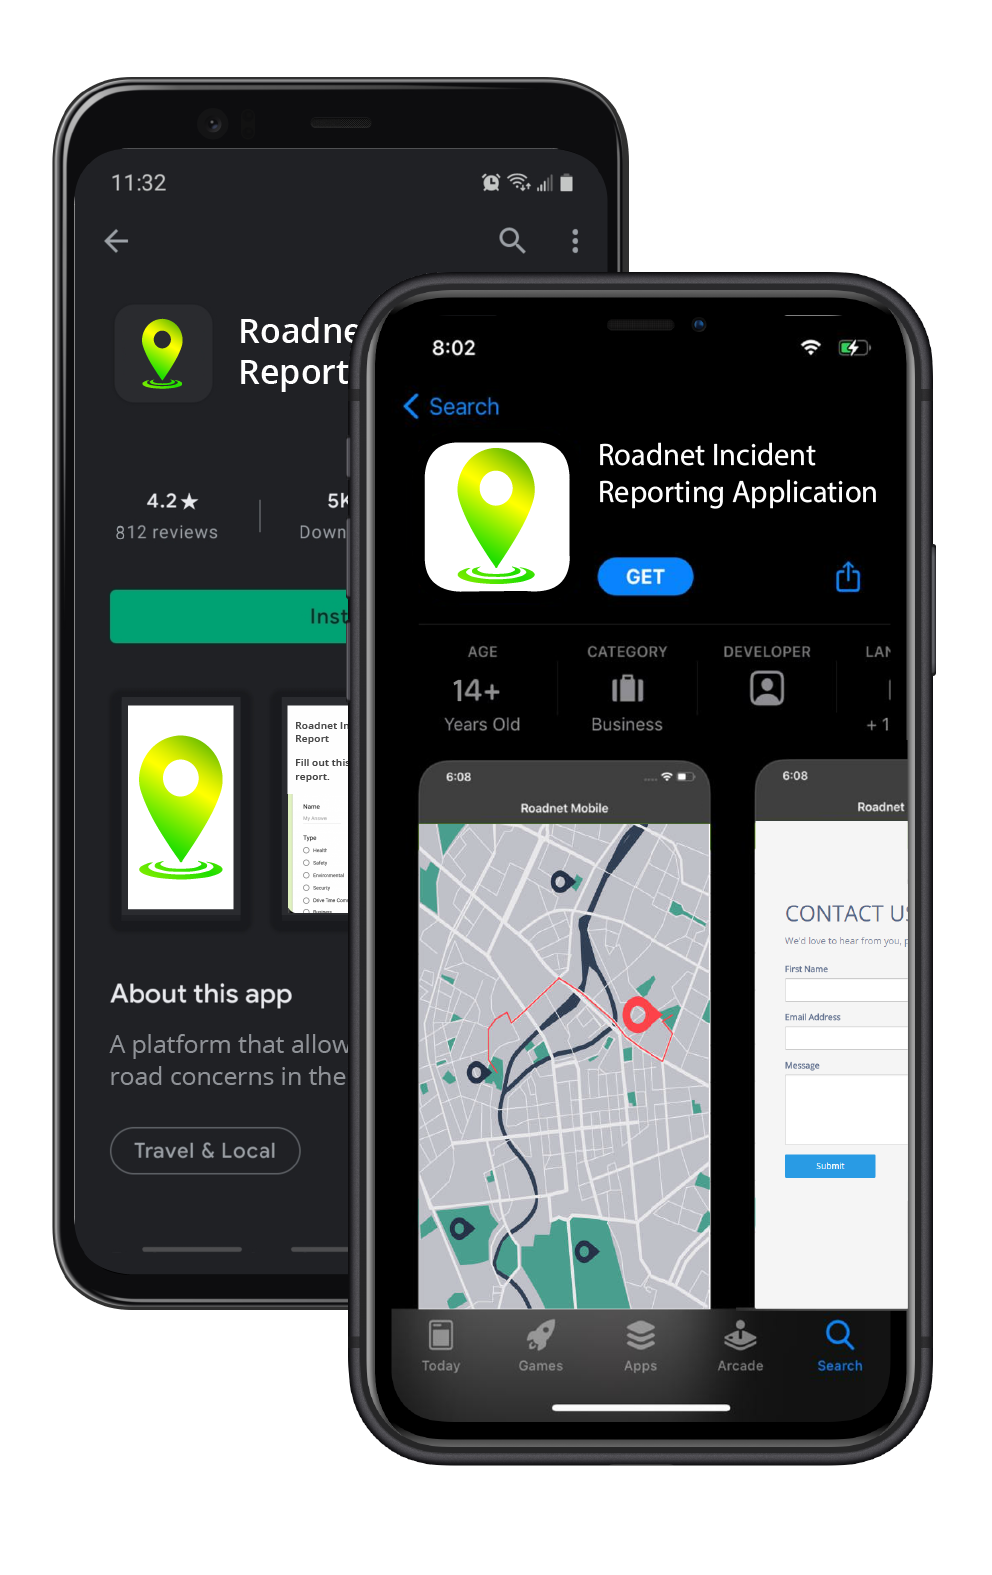 11:32
Roadne
Report
4.2★
812 reviews
5K
Down
Inst
Roadnet In
Report
Fill out this
report.
Name
My Answer
Type
Health
Safety
Environmental
Security
Drive Time Com
Business
About this app
A platform that allow
road concerns in the
Travel & Local
8:02
Search
Roadnet Incident
Reporting Application
GET
AGE
14+
Years Old
CATEGORY
Business
DEVELOPER
LAN
+ 1
6:08
Roadnet Mobile
6:08
Roadnet
CONTACT US
We'd love to hear from you, p
First Name
Email Address
Message
Submit
Today
Games
Apps
Arcade
Search